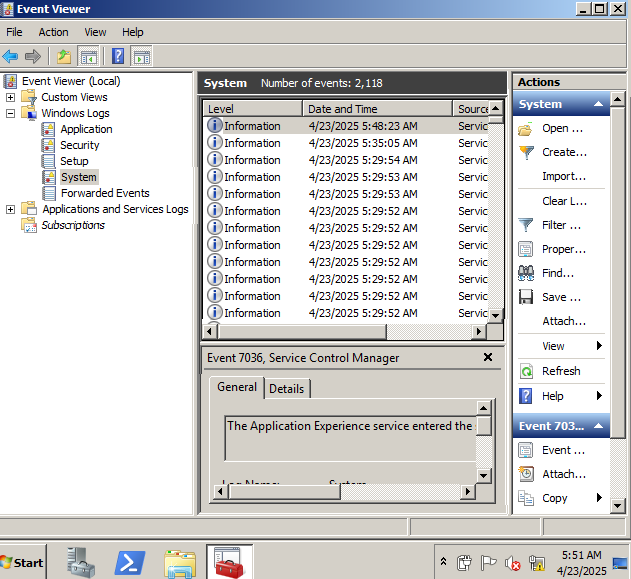 Event Viewer
File Action View Help
Event Viewer (Local)
Custom Views
Windows Logs
Application
Security
Setup
System
Forwarded Events
Applications and Services Logs
Subscriptions
System Number of events: 2,118
Level Date and Time Source
Information 4/23/2025 5:48:23 AM Servic
Information 4/23/2025 5:35:05 AM Servic
Information 4/23/2025 5:29:54 AM Servic
Information 4/23/2025 5:29:53 AM Servic
Information 4/23/2025 5:29:53 AM Servic
Information 4/23/2025 5:29:52 AM Servic
Information 4/23/2025 5:29:52 AM Servic
Information 4/23/2025 5:29:52 AM Servic
Information 4/23/2025 5:29:52 AM Servic
Information 4/23/2025 5:29:52 AM Servic
Information 4/23/2025 5:29:52 AM Servic
Information 4/23/2025 5:29:52 AM Servic
Event 7036, Service Control Manager
General Details
The Application Experience service entered the
Log Name: System
Actions
System
Open ...
Create...
Import...
Clear L...
Filter ...
Proper...
Find...
Save ...
Attach...
View
Refresh
Help
Event 703...
Event ...
Attach...
Copy
Start
5:51 AM
4/23/2025